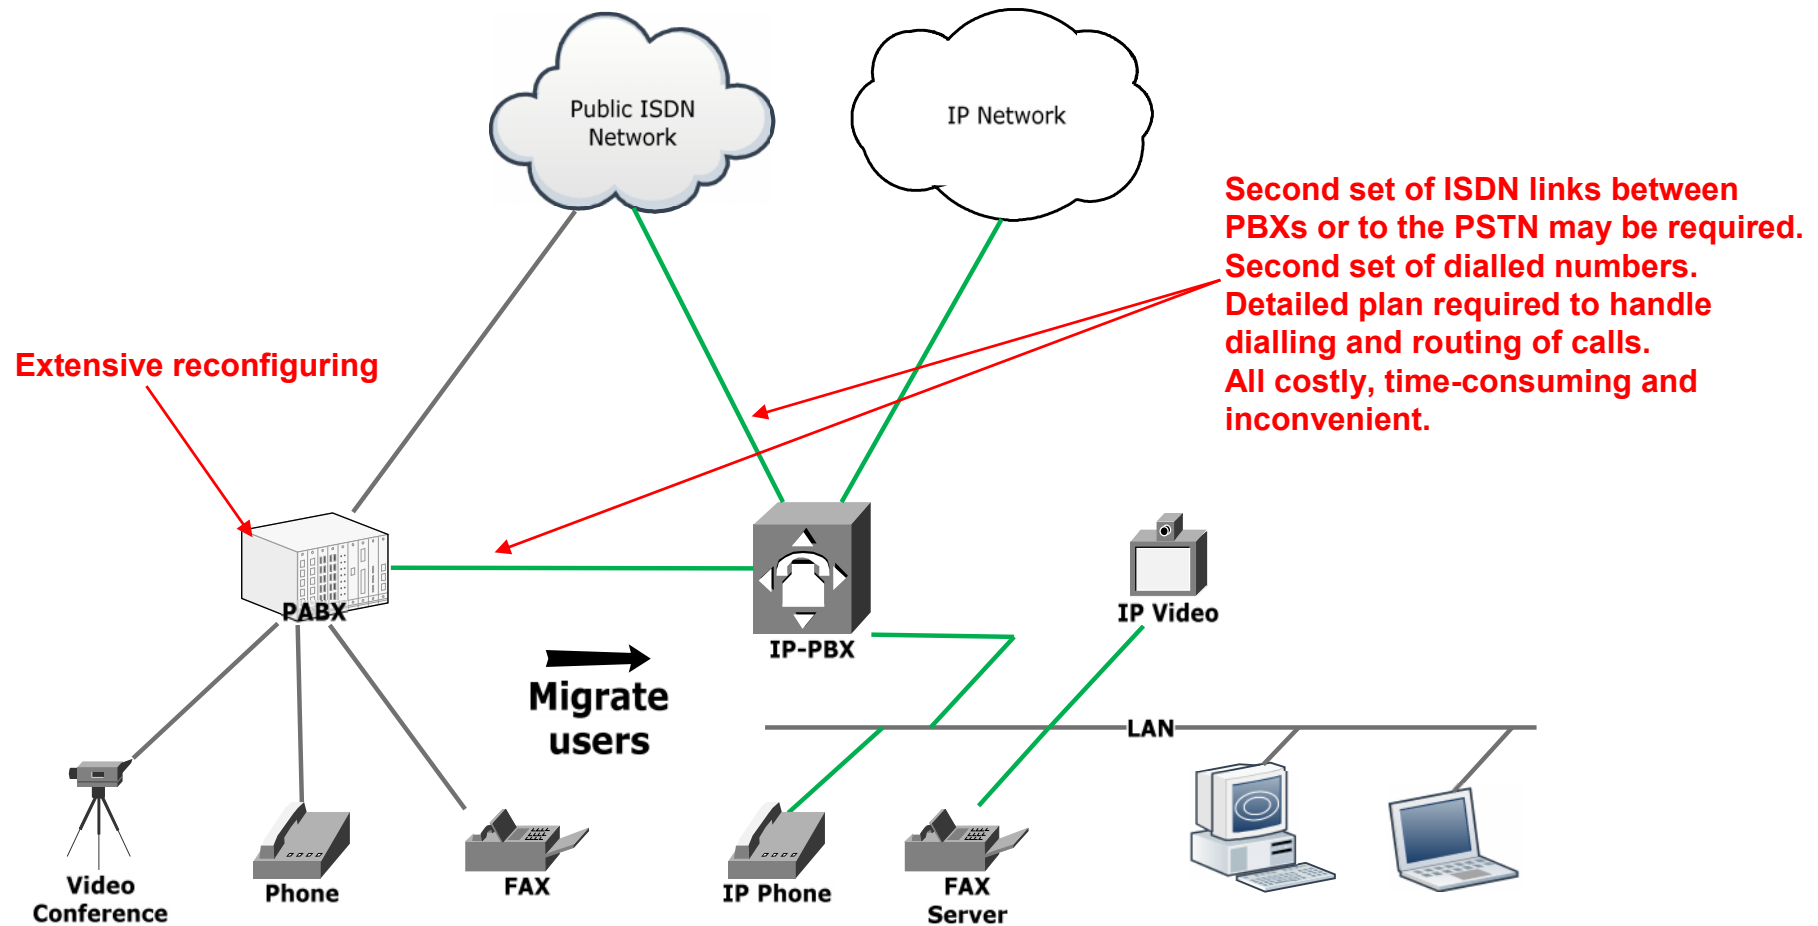 Public ISDN
Network
IP Network
Second set of ISDN links between
PBXs or to the PSTN may be required.
Second set of dialled numbers.
Detailed plan required to handle
dialling and routing of calls.
All costly, time-consuming and
inconvenient.
Extensive reconfiguring
PABX
IP-PBX
IP Video
Migrate
users
LAN
Video
Conference
Phone
FAX
IP Phone
FAX
Server